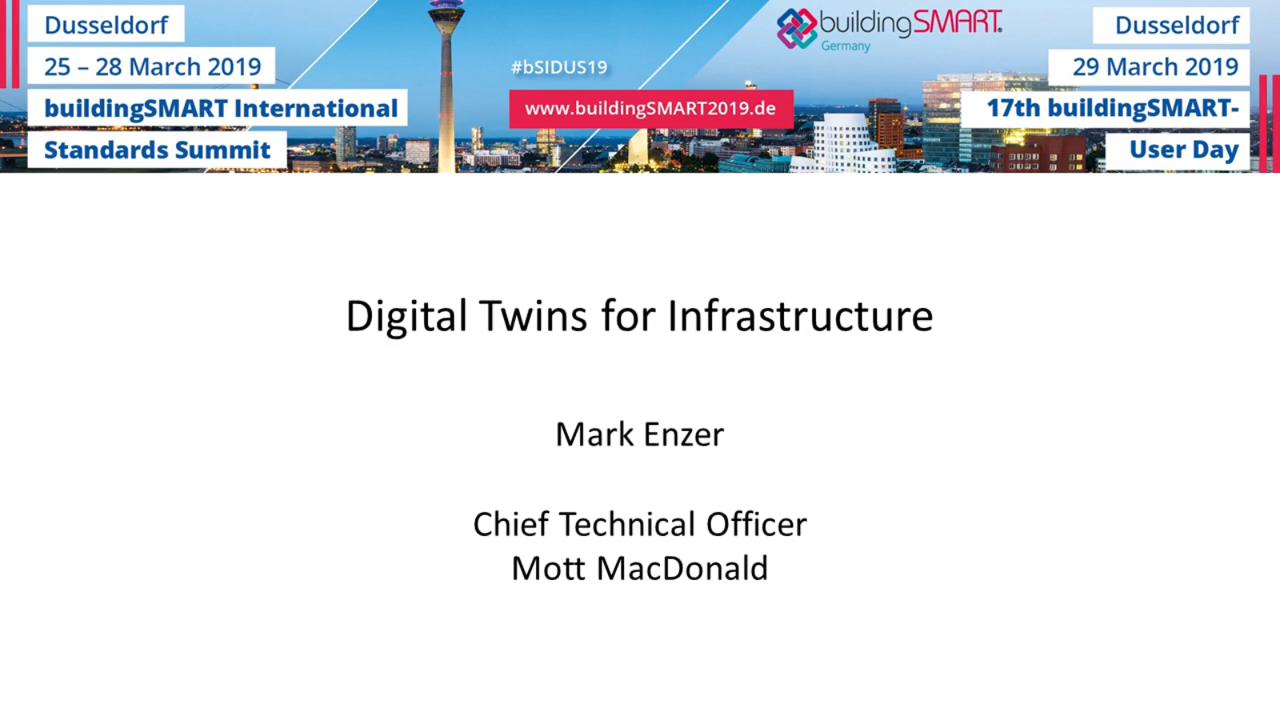 Dusseldorf
25 – 28 March 2019
buildingSMART International
Standards Summit
#bSIDUS19
www.buildingSMART2019.de
buildingSMART®
Germany
Dusseldorf
29 March 2019
17th buildingSMART-
User Day
Digital Twins for Infrastructure
Mark Enzer
Chief Technical Officer
Mott MacDonald